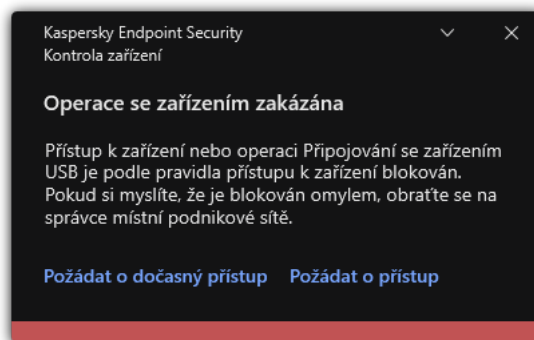 Kaspersky Endpoint Security
Kontrola zařízení
Operace se zařízením zakázána
Přístup k zařízení nebo operaci Připojování se zařízením
USB je podle pravidla přístupu k zařízení blokován.
Pokud si myslíte, že je blokován omylem, obraťte se na
správce místní podnikové sítě.
Požádat o dočasný přístup Požádat o přístup